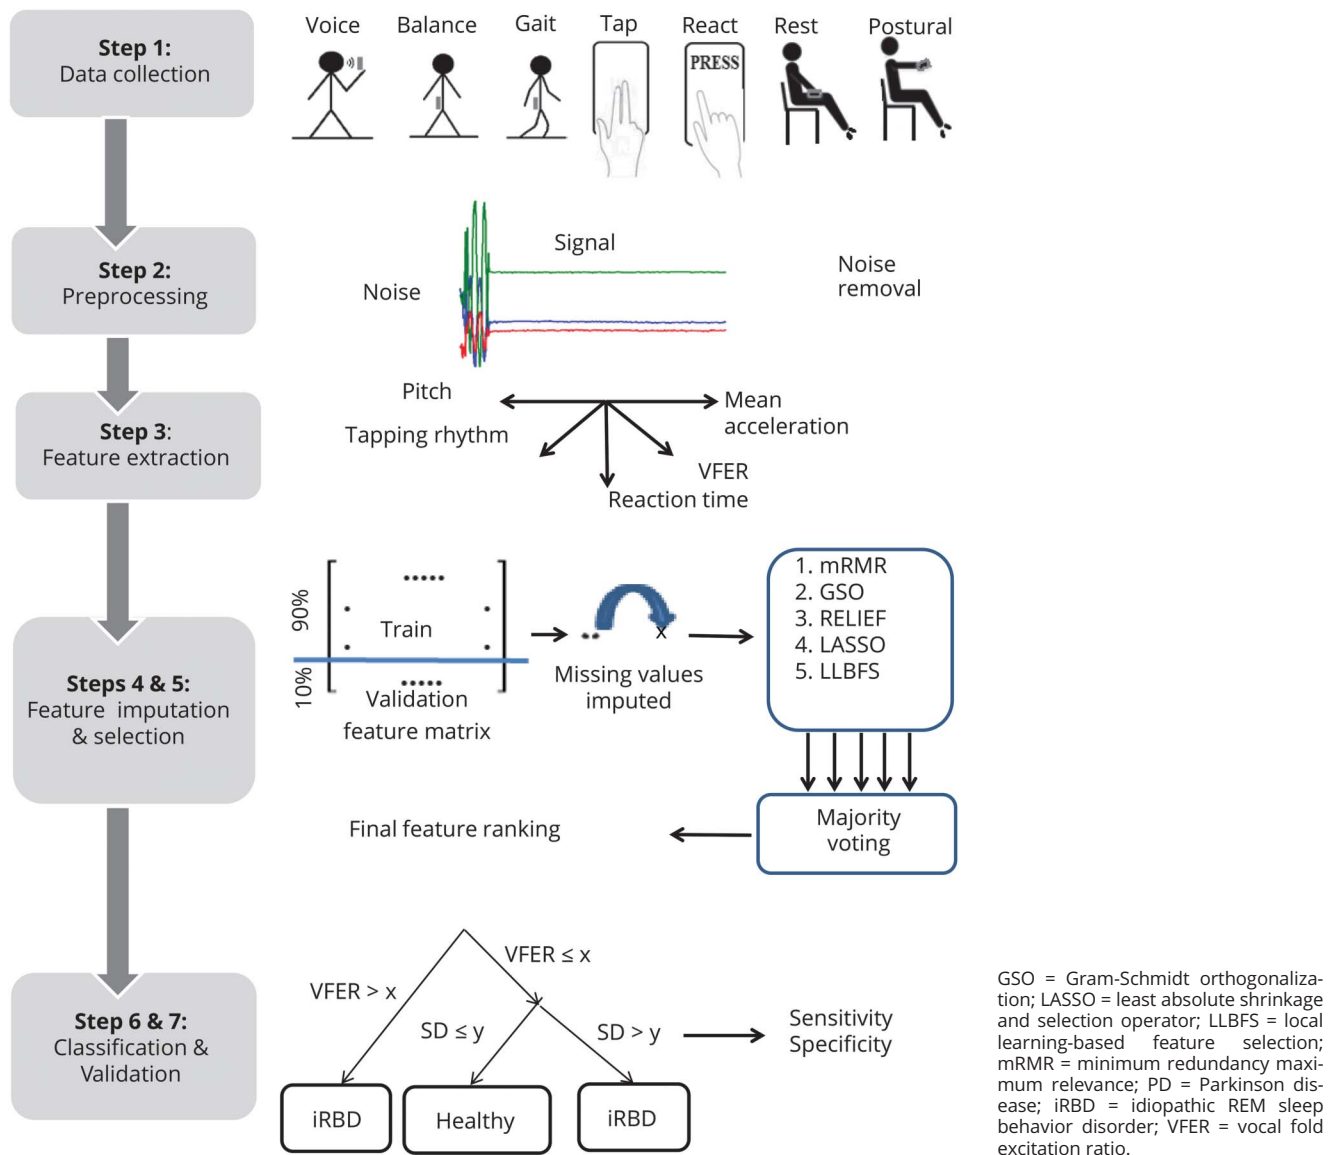 Step 1:
Data collection
Voice
Balance
Gait
Tap
React
Rest
Postural
PRESS
Step 2:
Preprocessing
Noise
Signal
Noise
removal
Step 3:
Feature extraction
Pitch
Tapping rhythm
Mean
acceleration
VFER
Reaction time
Steps 4 & 5:
Feature imputation
& selection
90%
10%
Train
Validation
feature matrix
Missing values
imputed
x
1. mRMR
2. GSO
3. RELIEF
4. LASSO
5. LLBFS
Majority
voting
Final feature ranking
Step 6 & 7:
Classification &
Validation
VFER > x
VFER ≤ x
SD ≤ y
SD > y
iRBD
Healthy
iRBD
Sensitivity
Specificity
GSO = Gram-Schmidt orthogonaliza-
tion; LASSO = least absolute shrinkage
and selection operator; LLBFS = local
learning-based feature selection;
mRMR = minimum redundancy maxi-
mum relevance; PD = Parkinson dis-
ease; iRBD = idiopathic REM sleep
behavior disorder; VFER = vocal fold
excitation ratio.